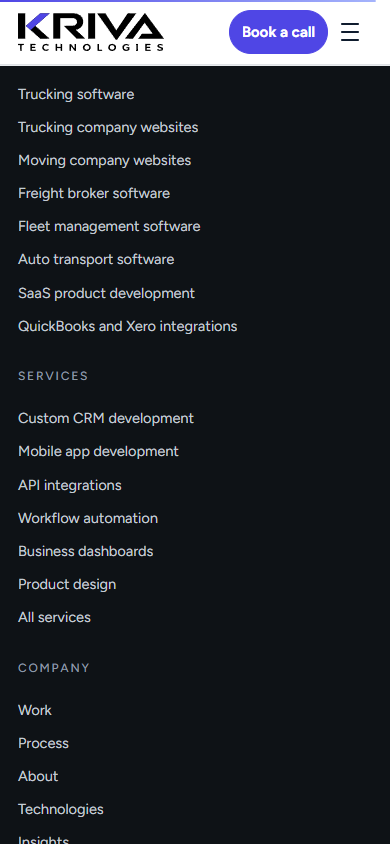 KRIVA
TECHNOLOGIES
Book a call
Trucking software
Trucking company websites
Moving company websites
Freight broker software
Fleet management software
Auto transport software
SaaS product development
QuickBooks and Xero integrations
SERVICES
Custom CRM development
Mobile app development
API integrations
Workflow automation
Business dashboards
Product design
All services
COMPANY
Work
Process
About
Technologies
Insights